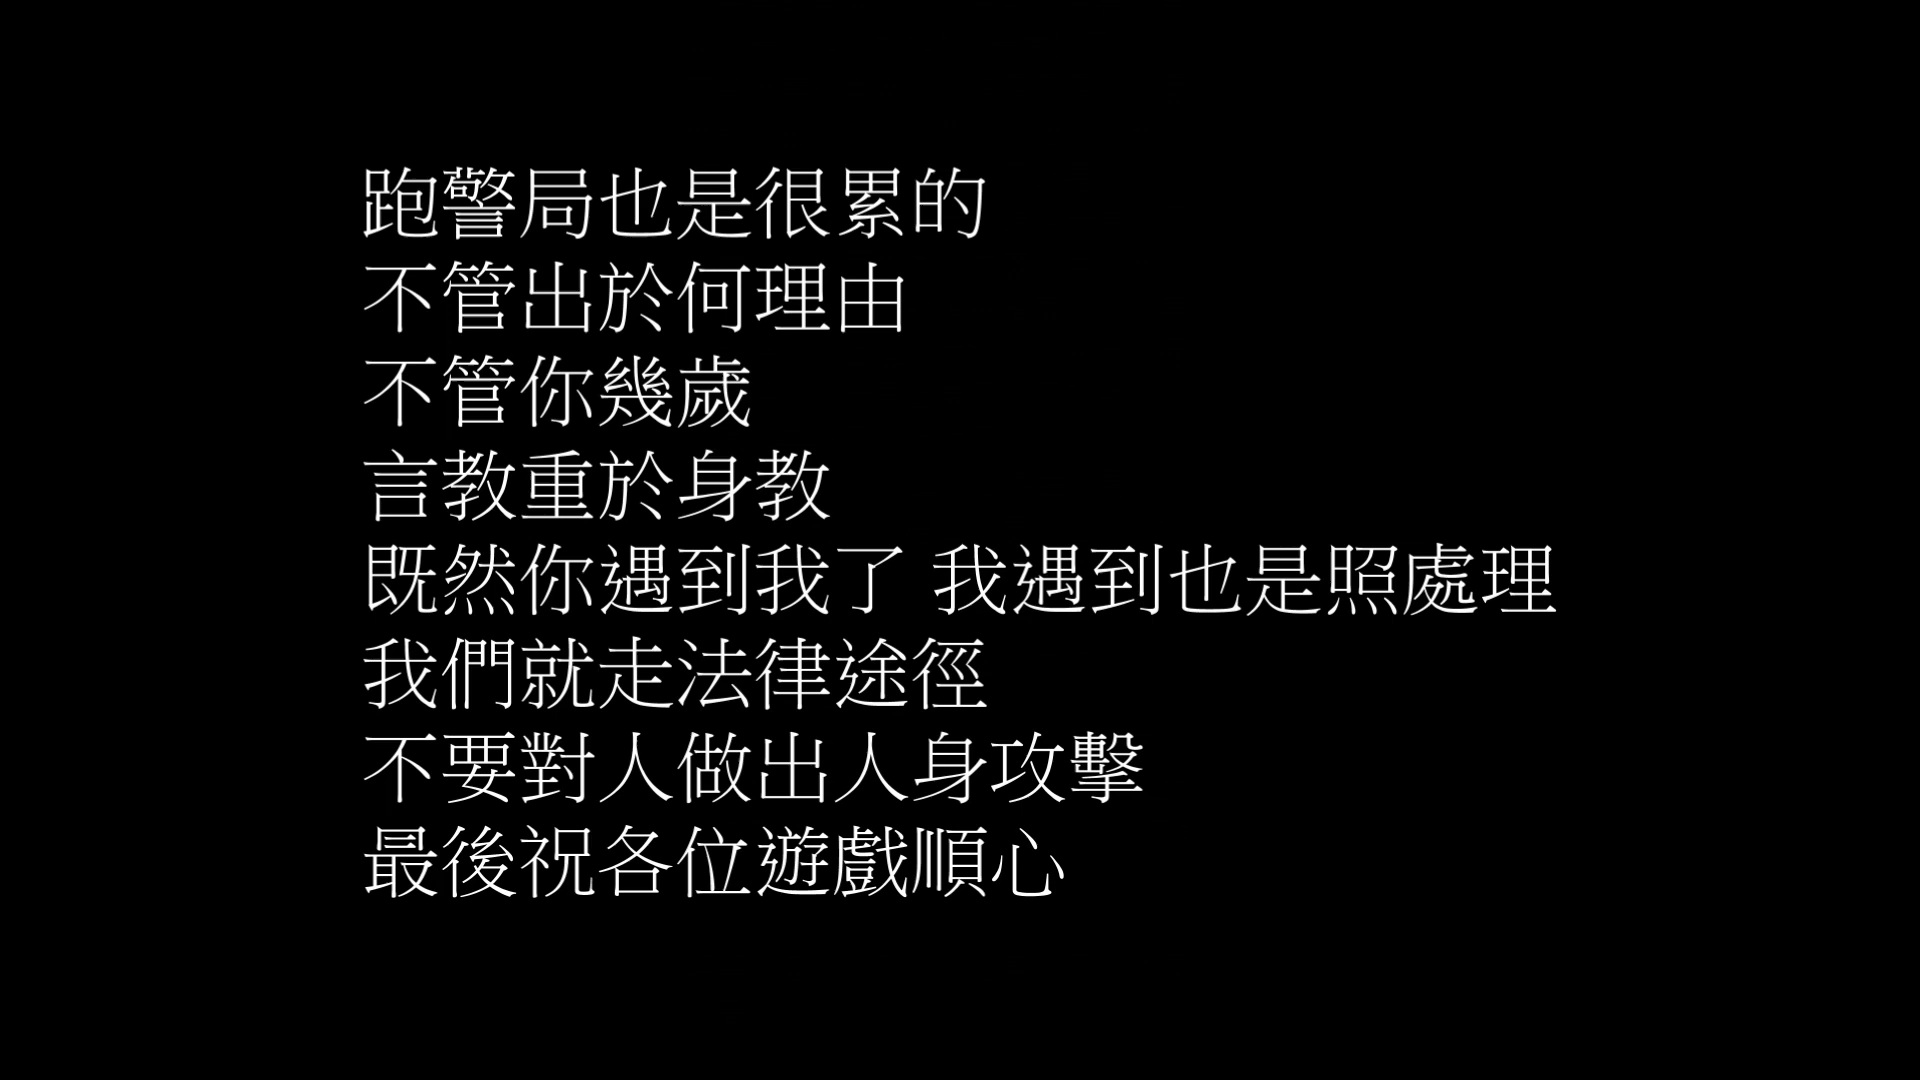 跑警局也是很累的
不管出於何理由
不管你幾歲
言教重於身教
既然你遇到我了 我遇到也是照處理
我們就走法律途徑
不要對人做出人身攻擊
最後祝各位遊戲順心